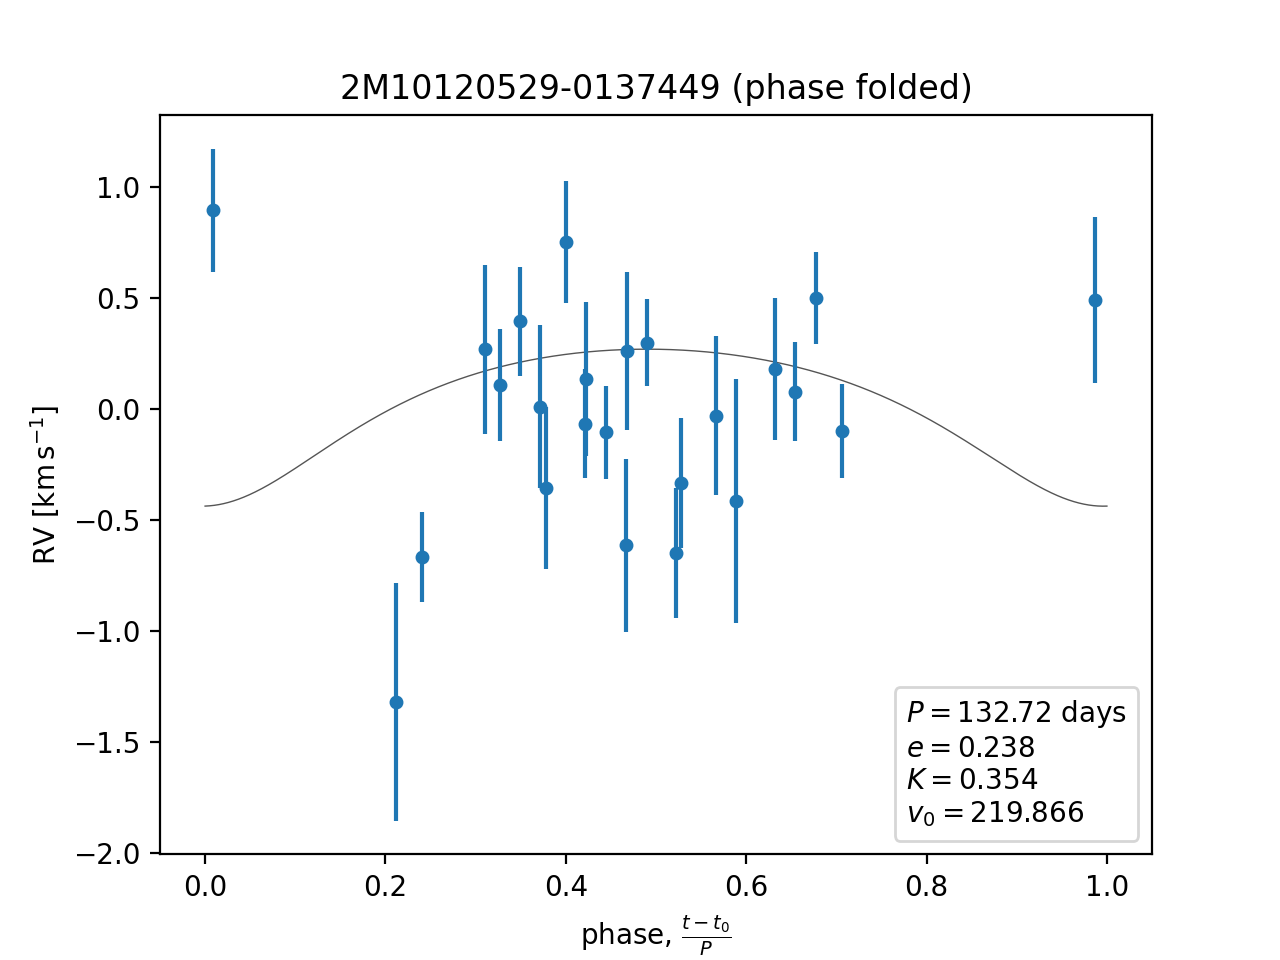 2M10120529-0137449 (phase folded)
RV [km s⁻¹]
1.0
0.5
0.0
−0.5
−1.0
−1.5
−2.0
0.0 0.2 0.4 0.6 0.8 1.0
phase, (t − t₀)/P
P = 132.72 days
e = 0.238
K = 0.354
v₀ = 219.866